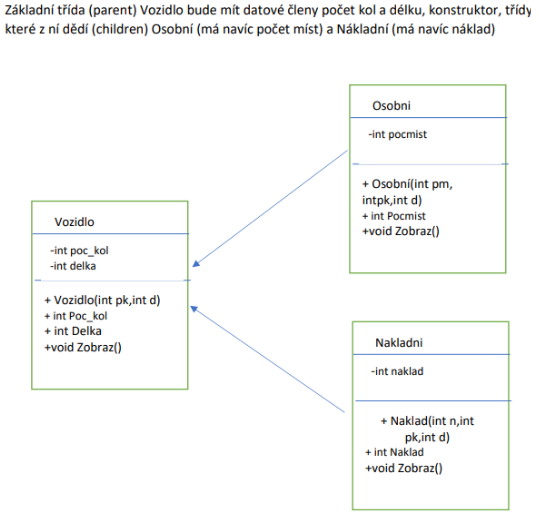 Základní třída (parent) Vozidlo bude mít datové členy počet kol a délku, konstruktor, třídy
které z ní dědí (children) Osobní (má navíc počet míst) a Nákladní (má navíc náklad)
Osobni
-int pocmist
+ Osobní(int pm,
intpk,int d)
+ int Pocmist
+void Zobraz()
Vozidlo
-int poc_kol
-int delka
+ Vozidlo(int pk,int d)
+ int Poc_kol
+ int Delka
+void Zobraz()
Nakladni
-int naklad
+ Naklad(int n,int
pk,int d)
+ int Naklad
+void Zobraz()